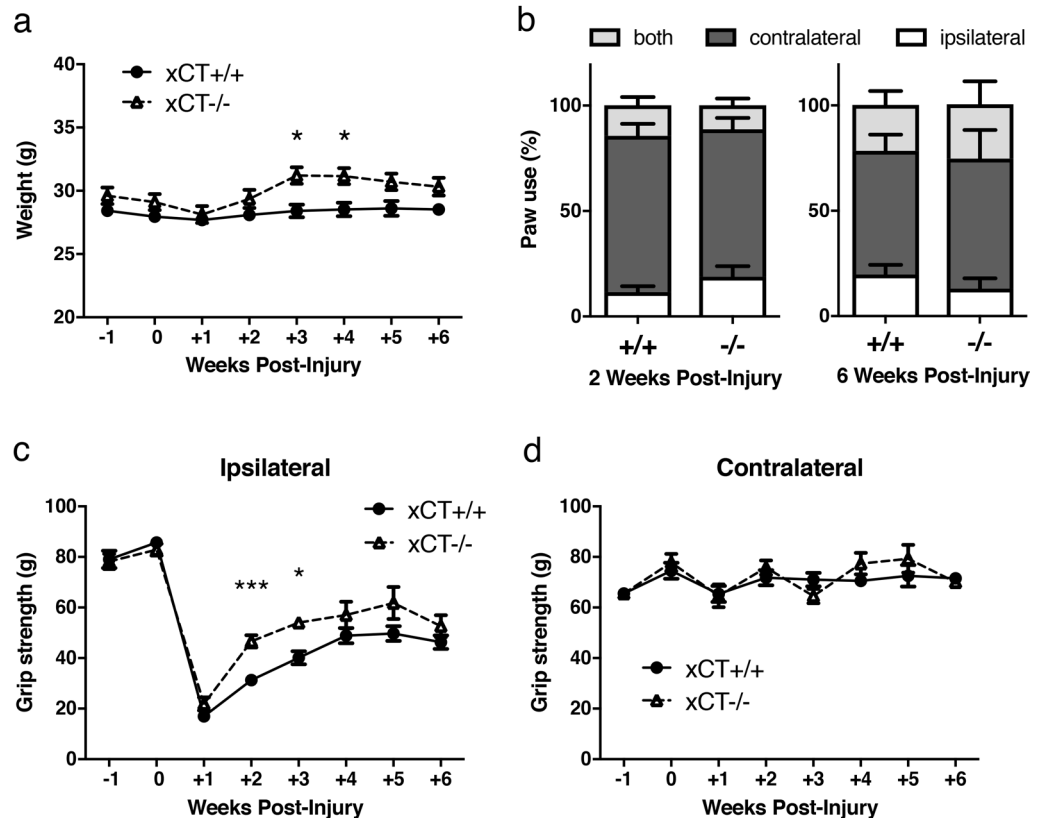 a
xCT+/+
xCT-/-
* *
Weight (g)
40
35
30
25
20
-1 0 +1 +2 +3 +4 +5 +6
Weeks Post-Injury
b
both contralateral ipsilateral
Paw use (%)
100
50
0
+/+ -/-
2 Weeks Post-Injury
100
50
0
+/+ -/-
6 Weeks Post-Injury
c
Ipsilateral
xCT+/+
xCT-/-
*** *
Grip strength (g)
100
80
60
40
20
0
-1 0 +1 +2 +3 +4 +5 +6
Weeks Post-Injury
d
Contralateral
Grip strength (g)
100
80
60
40
20
0
xCT+/+
xCT-/-
-1 0 +1 +2 +3 +4 +5 +6
Weeks Post-Injury